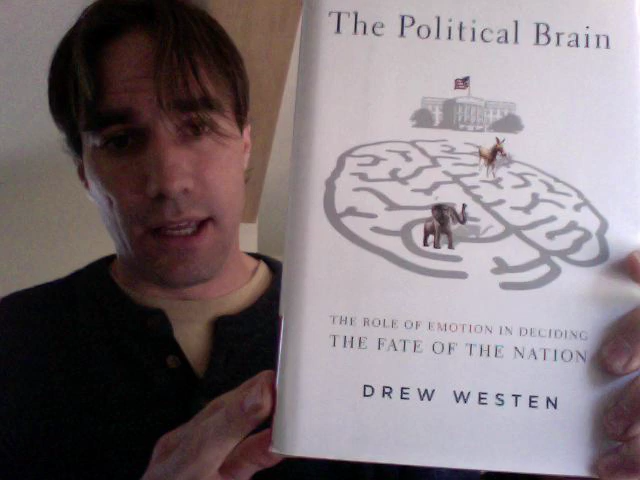 The Political Brain
THE ROLE OF EMOTION IN DECIDING
THE FATE OF THE NATION
DREW WESTEN